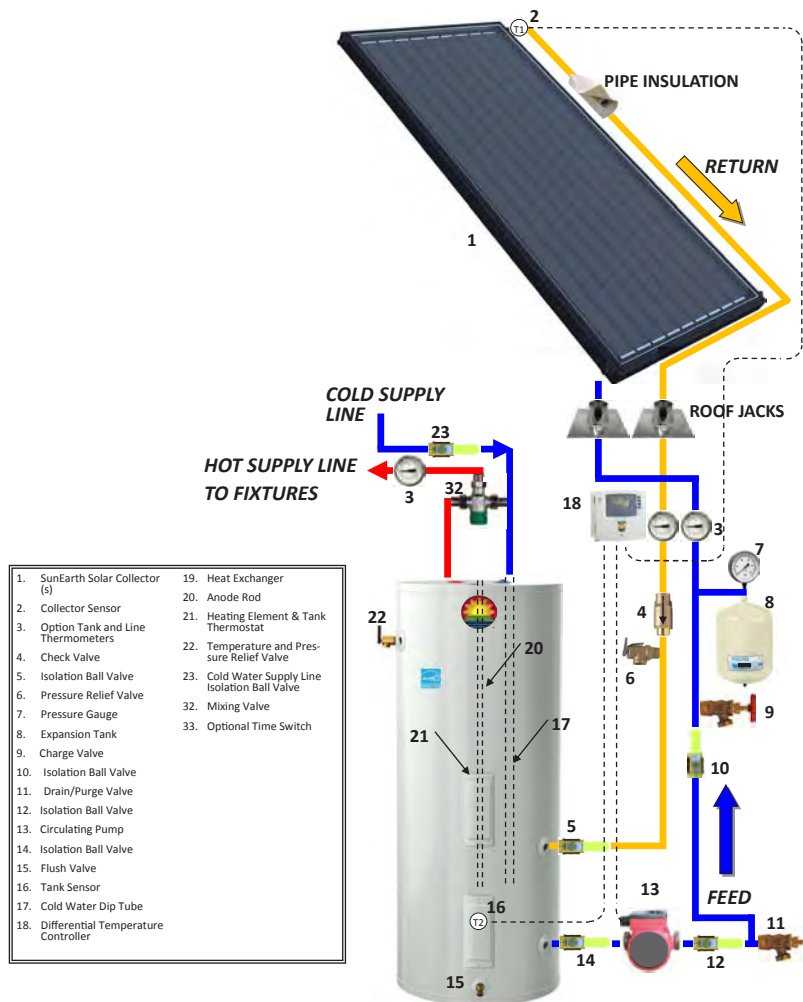 2
T1
PIPE INSULATION
RETURN
1
COLD SUPPLY
LINE
23
ROOF JACKS
HOT SUPPLY LINE
TO FIXTURES
3
32
18
3
7
1. SunEarth Solar Collector
(s)
2. Collector Sensor
3. Option Tank and Line
Thermometers
4. Check Valve
5. Isolation Ball Valve
6. Pressure Relief Valve
7. Pressure Gauge
8. Expansion Tank
9. Charge Valve
10. Isolation Ball Valve
11. Drain/Purge Valve
12. Isolation Ball Valve
13. Circulating Pump
14. Isolation Ball Valve
15. Flush Valve
16. Tank Sensor
17. Cold Water Dip Tube
18. Differential Temperature
Controller
19. Heat Exchanger
20. Anode Rod
21. Heating Element & Tank
Thermostat
22. Temperature and Pres-
sure Relief Valve
23. Cold Water Supply Line
Isolation Ball Valve
32. Mixing Valve
33. Optional Time Switch
22
4
8
20
6
9
21
17
10
5
FEED
16
T2
13
11
14
12
15